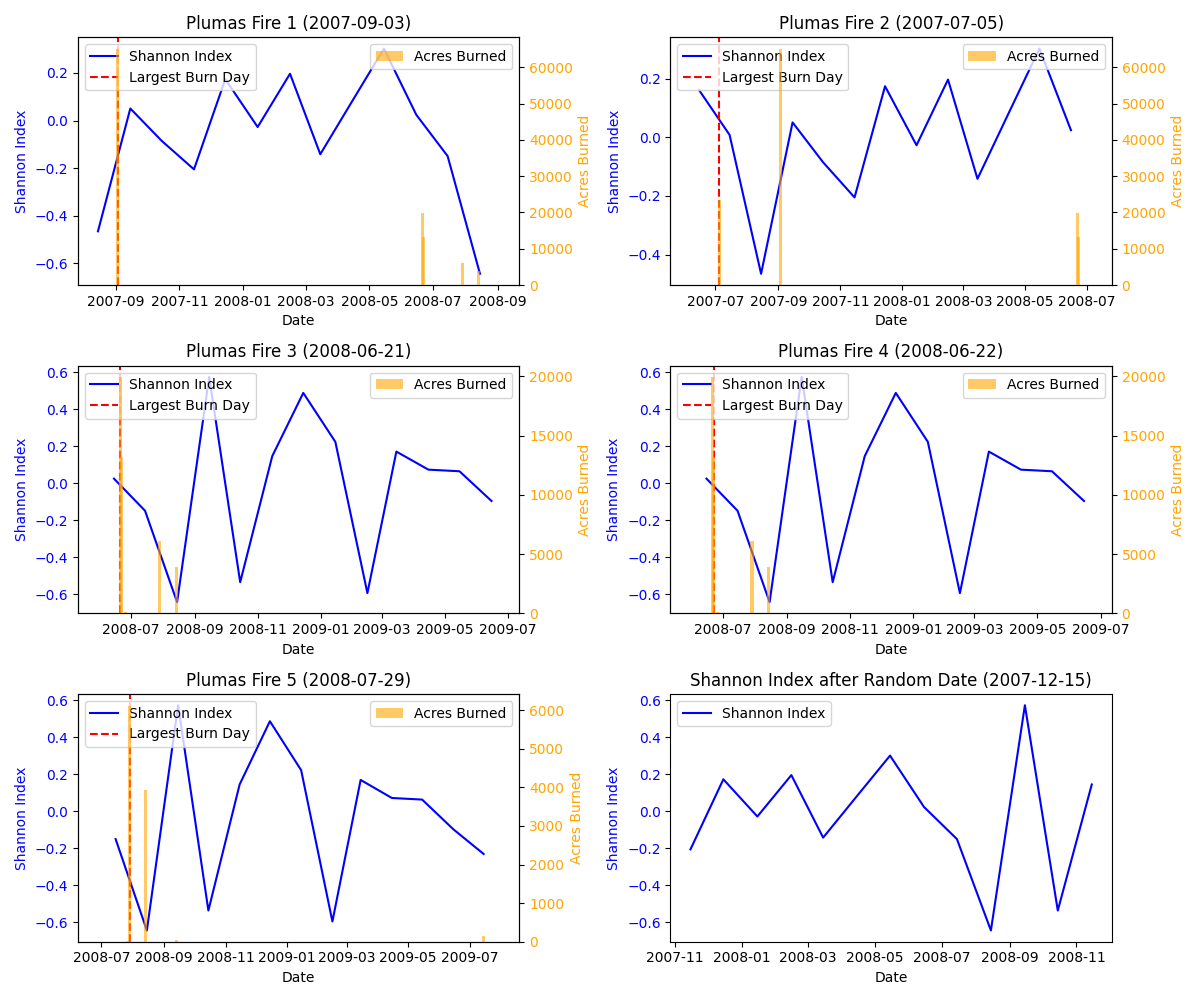 Plumas Fire 1 (2007-09-03)
Shannon Index
Largest Burn Day
Acres Burned
0.2
0.0
−0.2
−0.4
−0.6
Shannon Index
60000
50000
40000
30000
20000
10000
0
Acres Burned
2007-09 2007-11 2008-01 2008-03 2008-05 2008-07 2008-09
Date
Plumas Fire 2 (2007-07-05)
Shannon Index
Largest Burn Day
Acres Burned
0.2
0.0
−0.2
−0.4
Shannon Index
60000
50000
40000
30000
20000
10000
0
Acres Burned
2007-07 2007-09 2007-11 2008-01 2008-03 2008-05 2008-07
Date
Plumas Fire 3 (2008-06-21)
Shannon Index
Largest Burn Day
Acres Burned
0.6
0.4
0.2
0.0
−0.2
−0.4
−0.6
Shannon Index
20000
15000
10000
5000
0
Acres Burned
2008-07 2008-09 2008-11 2009-01 2009-03 2009-05 2009-07
Date
Plumas Fire 4 (2008-06-22)
Shannon Index
Largest Burn Day
Acres Burned
0.6
0.4
0.2
0.0
−0.2
−0.4
−0.6
Shannon Index
20000
15000
10000
5000
0
Acres Burned
2008-07 2008-09 2008-11 2009-01 2009-03 2009-05 2009-07
Date
Plumas Fire 5 (2008-07-29)
Shannon Index
Largest Burn Day
Acres Burned
0.6
0.4
0.2
0.0
−0.2
−0.4
−0.6
Shannon Index
6000
5000
4000
3000
2000
1000
0
Acres Burned
2008-07 2008-09 2008-11 2009-01 2009-03 2009-05 2009-07
Date
Shannon Index after Random Date (2007-12-15)
Shannon Index
0.6
0.4
0.2
0.0
−0.2
−0.4
−0.6
Shannon Index
2007-11 2008-01 2008-03 2008-05 2008-07 2008-09 2008-11
Date